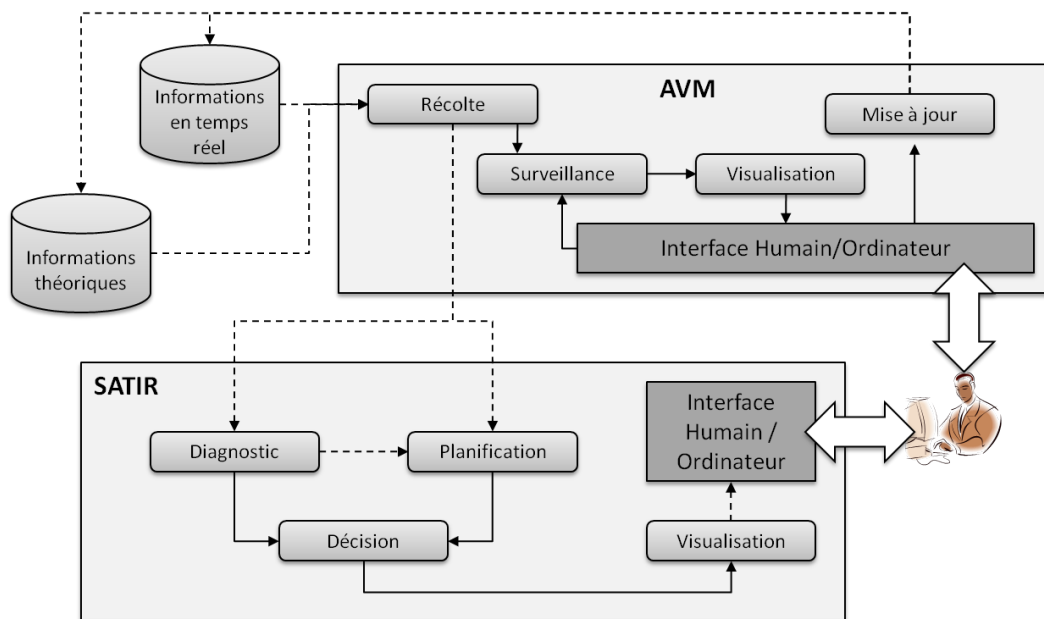 Informations
en temps
réel
Informations
théoriques
AVM
Récolte
Mise à jour
Surveillance
Visualisation
Interface Humain/Ordinateur
SATIR
Diagnostic
Planification
Décision
Interface
Humain /
Ordinateur
Visualisation